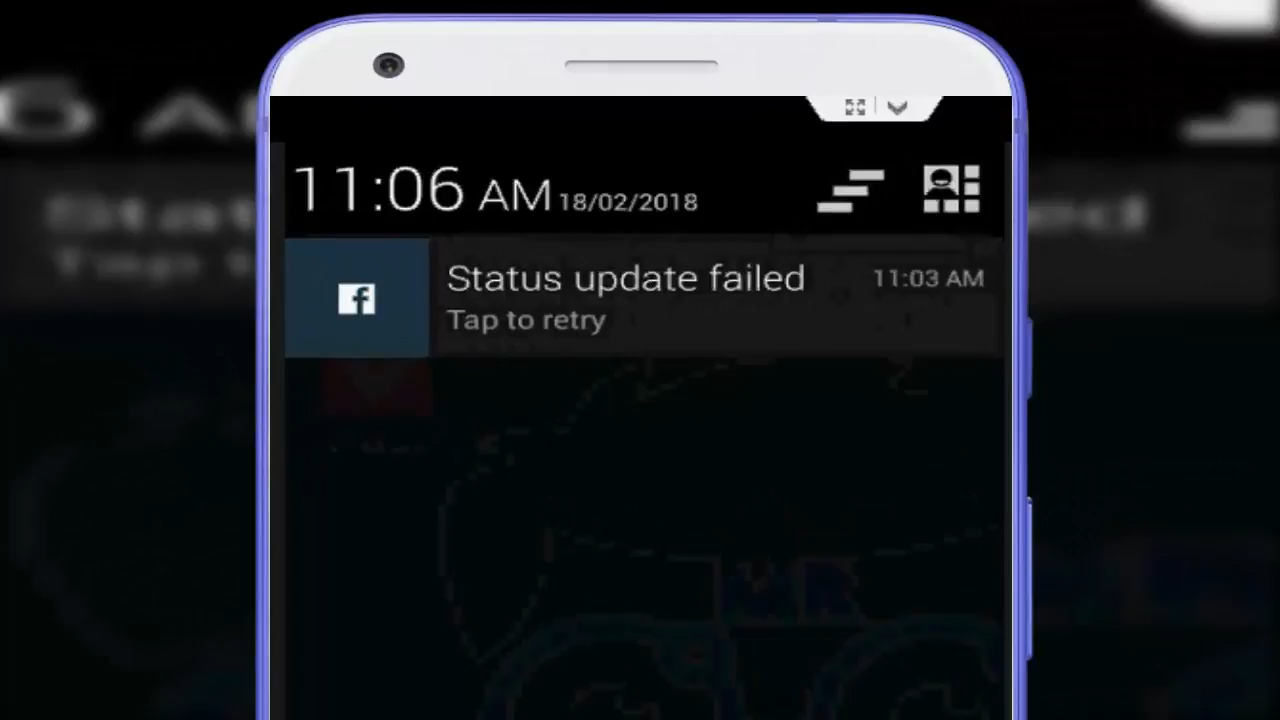 11:06 AM 18/02/2018
Status update failed 11:03 AM
Tap to retry